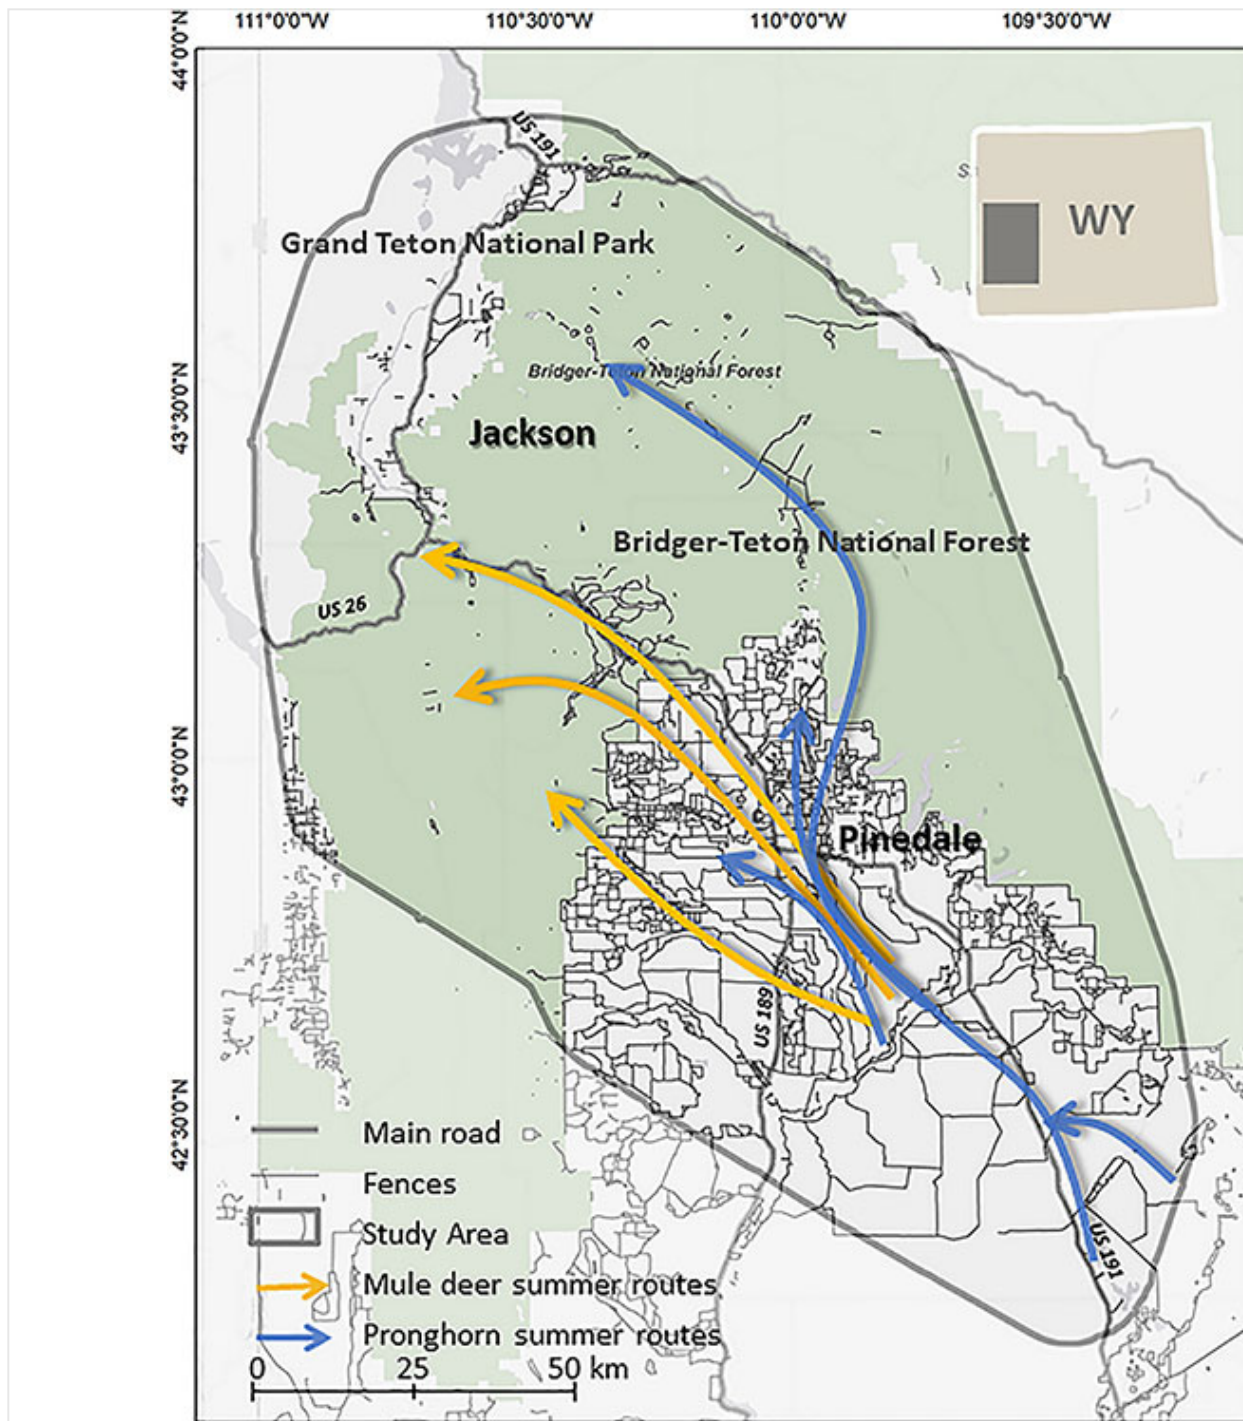 111°0'0"W 110°30'0"W 110°0'0"W 109°30'0"W
44°0'0"N
US 191
WY
Grand Teton National Park
Bridger-Teton National Forest
43°30'0"N
Jackson
Bridger-Teton National Forest
US 26
43°0'0"N
Pinedale
US 189
42°30'0"N
Main road
Fences
US 191
Study Area
Mule deer summer routes
Pronghorn summer routes
0 25 50 km